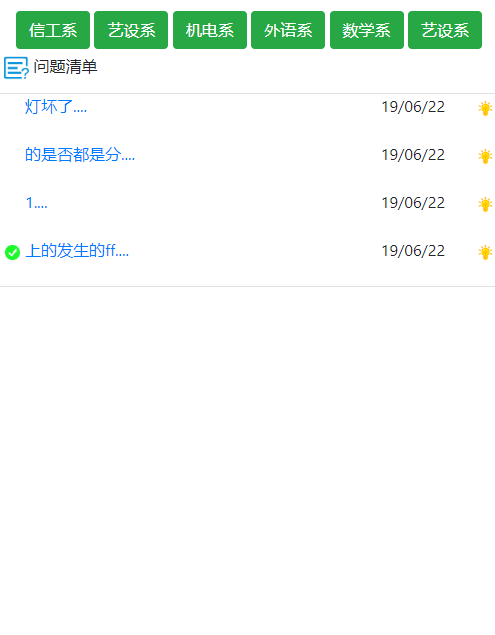 信工系 艺设系 机电系 外语系 数学系 艺设系
问题清单
灯坏了.... 19/06/22
的是否都是分.... 19/06/22
1.... 19/06/22
上的发生的ff.... 19/06/22